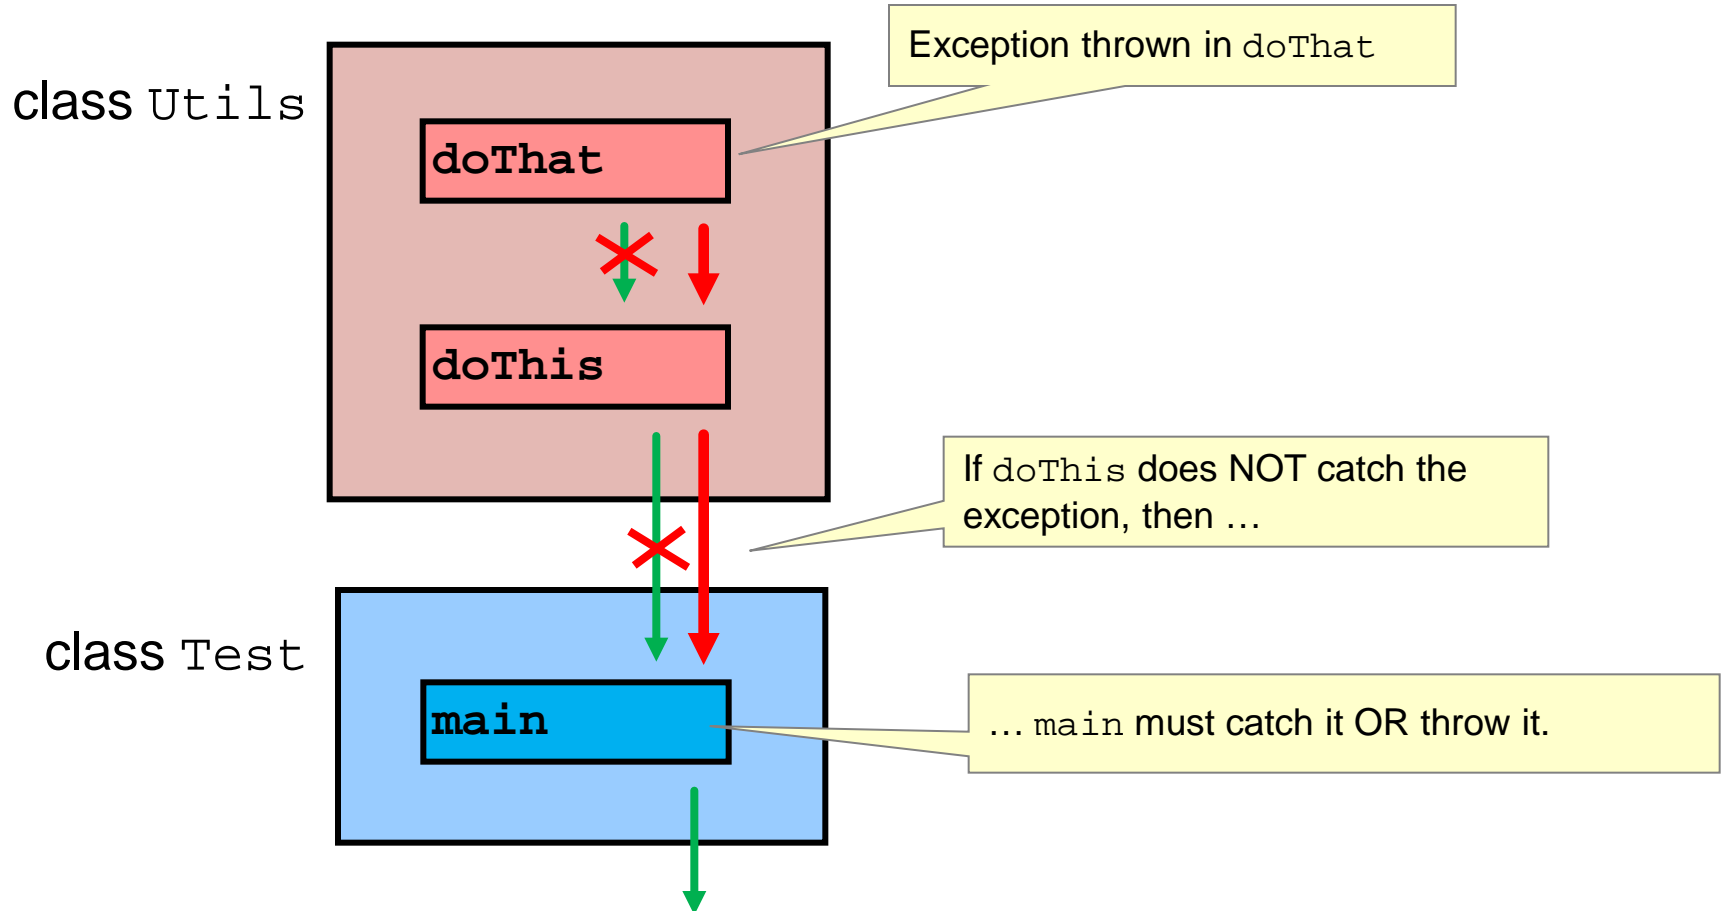 Exception thrown in doThat
class Utils
doThat
doThis
If doThis does NOT catch the
exception, then …
class Test
main
… main must catch it OR throw it.